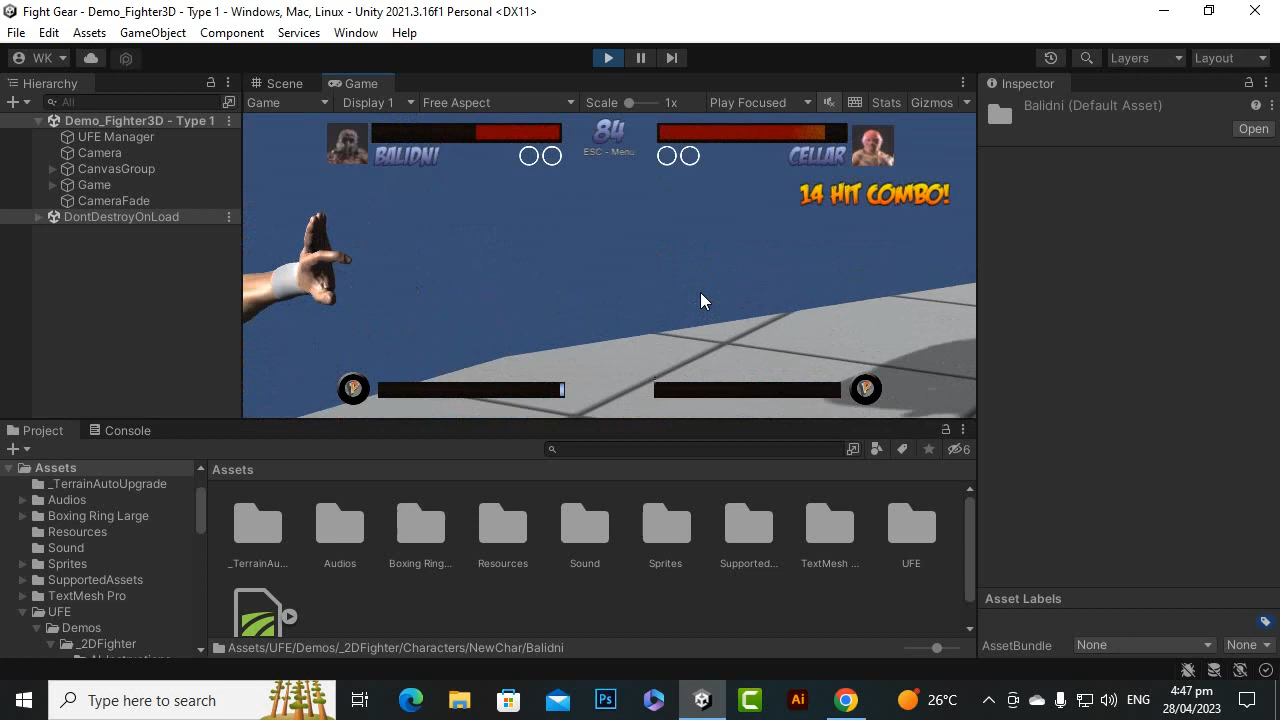 Fight Gear - Demo_Fighter3D - Type 1 - Windows, Mac, Linux - Unity 2021.3.16f1 Personal <DX11>
File Edit Assets GameObject Component Services Window Help
WK Layers Layout
Hierarchy Scene Game Inspector
All Game Display 1 Free Aspect Scale 1x Play Focused Stats Gizmos
Balidni (Default Asset)
Open
Demo_Fighter3D - Type 1
UFE Manager
Camera
CanvasGroup
Game
CameraFade
DontDestroyOnLoad
84
ESC - Menu
BALIDNI CELLAR
14 HIT COMBO!
Project Console
6
Assets
_TerrainAutoUpgrade
Audios
Boxing Ring Large
Resources
Sound
Sprites
SupportedAssets
TextMesh Pro
UFE
Demos
_2DFighter
Assets
_TerrainAu... Audios Boxing Ring... Resources Sound Sprites Supported... TextMesh ... UFE
Assets/UFE/Demos/_2DFighter/Characters/NewChar/Balidni
Asset Labels
AssetBundle None None
Type here to search
Ps Ai
26°C ENG
4:47 pm
28/04/2023